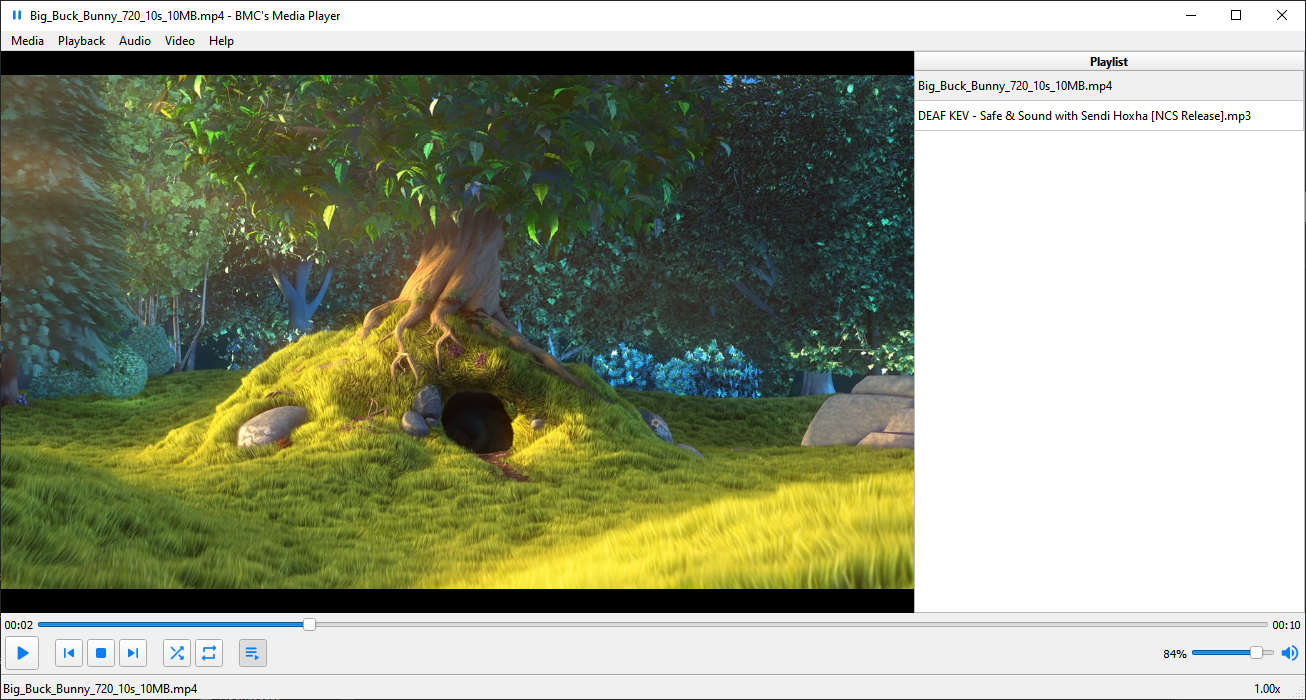 Big_Buck_Bunny_720_10s_10MB.mp4 - BMC's Media Player
Media Playback Audio Video Help
Playlist
Big_Buck_Bunny_720_10s_10MB.mp4
DEAF KEV - Safe & Sound with Sendi Hoxha [NCS Release].mp3
00:02 00:10
84%
Big_Buck_Bunny_720_10s_10MB.mp4 1.00x